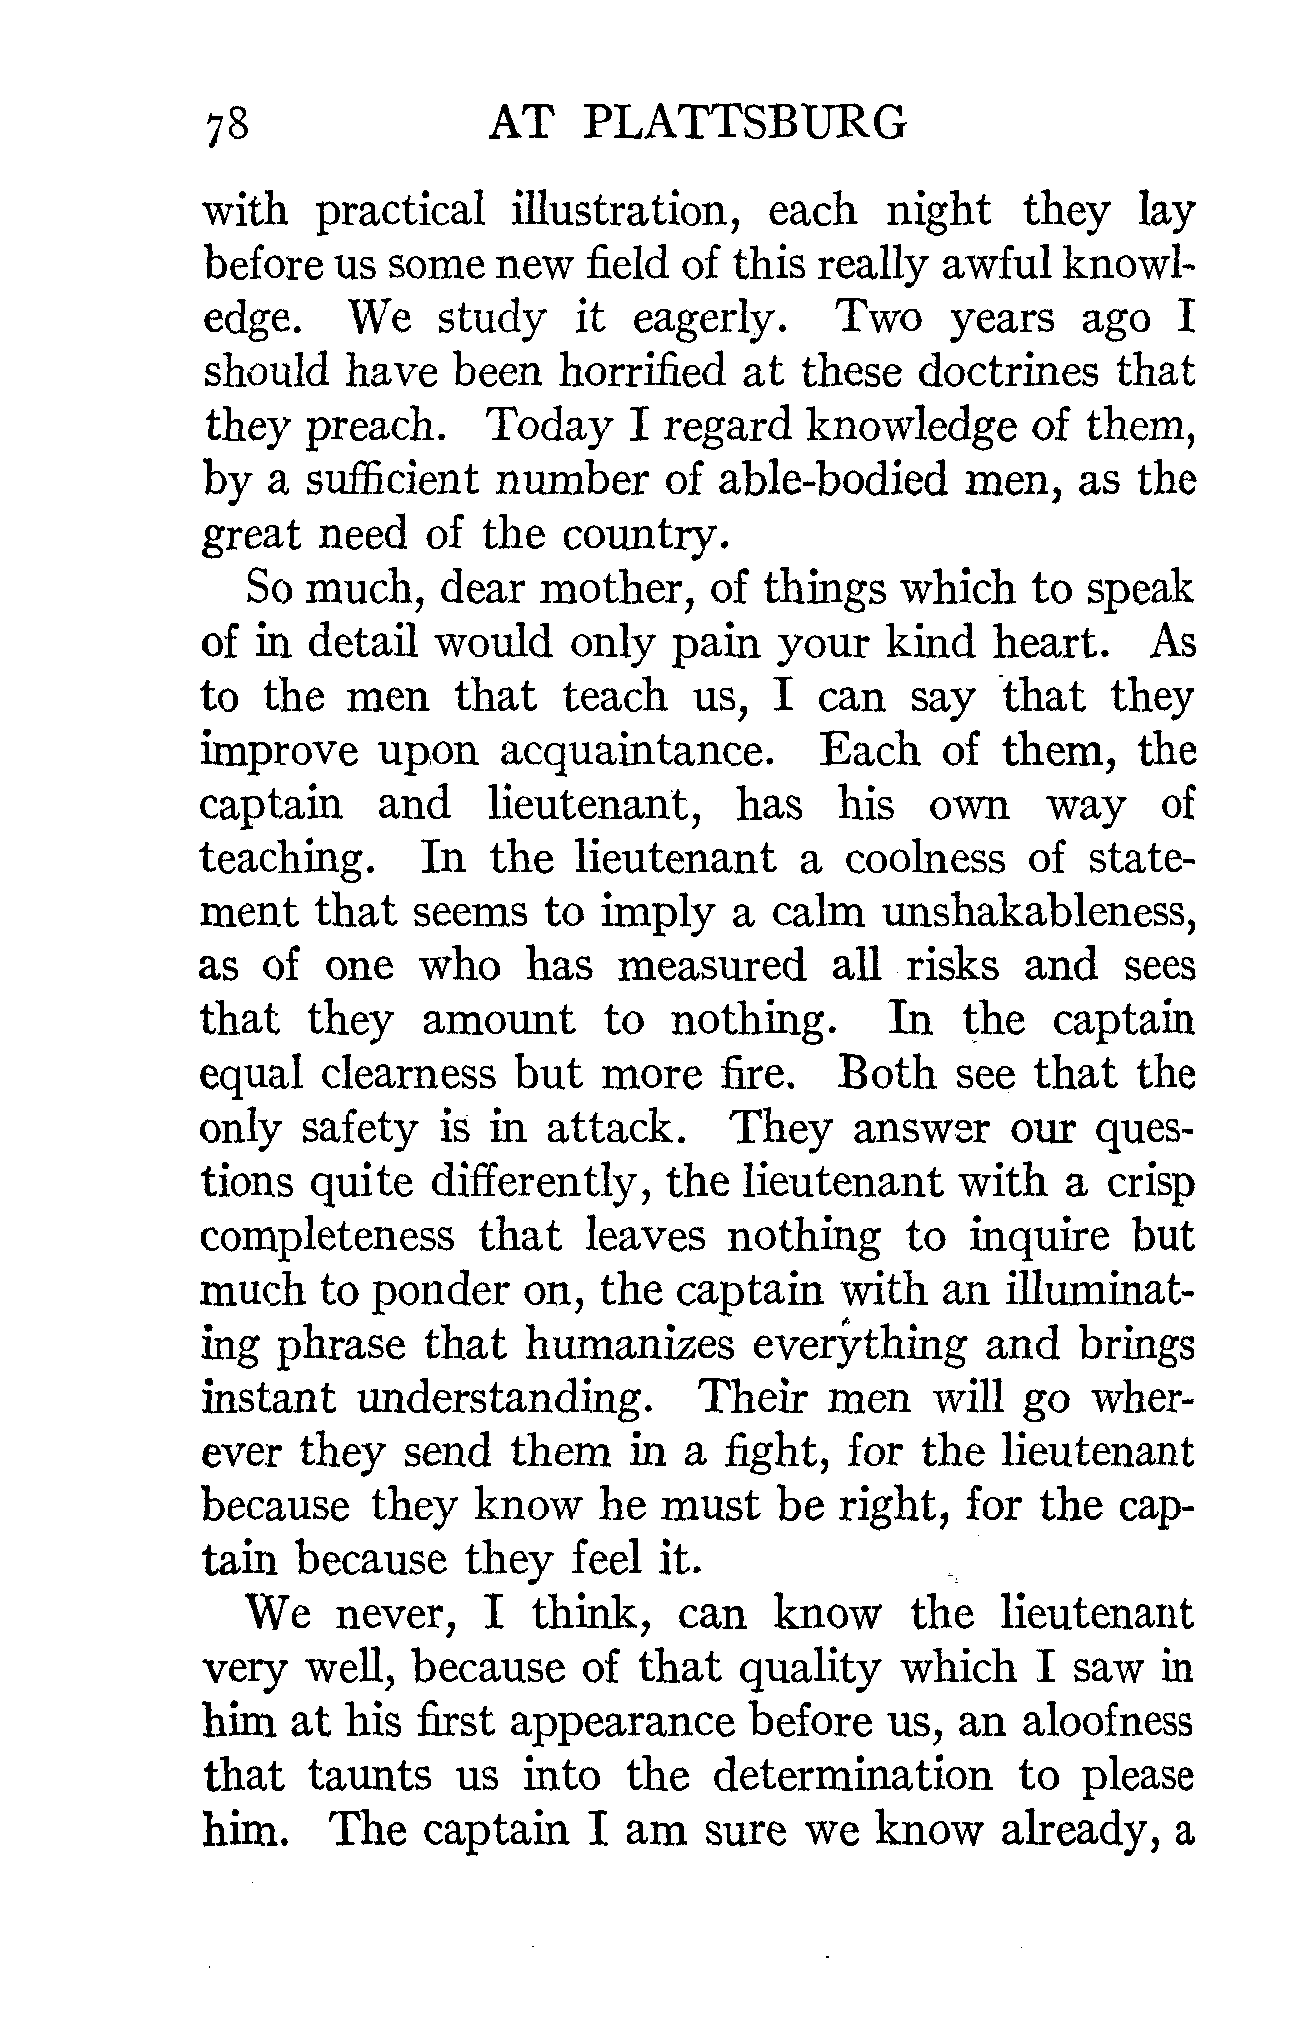 78 AT PLATTSBURG
with practical illustration, each night they lay
before us some new field of this really awful knowl-
edge. We study it eagerly. Two years ago I
should have been horrified at these doctrines that
they preach. Today I regard knowledge of them,
by a sufficient number of able-bodied men, as the
great need of the country.
So much, dear mother, of things which to speak
of in detail would only pain your kind heart. As
to the men that teach us, I can say that they
improve upon acquaintance. Each of them, the
captain and lieutenant, has his own way of
teaching. In the lieutenant a coolness of state-
ment that seems to imply a calm unshakableness,
as of one who has measured all risks and sees
that they amount to nothing. In the captain
equal clearness but more fire. Both see that the
only safety is in attack. They answer our ques-
tions quite differently, the lieutenant with a crisp
completeness that leaves nothing to inquire but
much to ponder on, the captain with an illuminat-
ing phrase that humanizes everything and brings
instant understanding. Their men will go wher-
ever they send them in a fight, for the lieutenant
because they know he must be right, for the cap-
tain because they feel it.
We never, I think, can know the lieutenant
very well, because of that quality which I saw in
him at his first appearance before us, an aloofness
that taunts us into the determination to please
him. The captain I am sure we know already, a